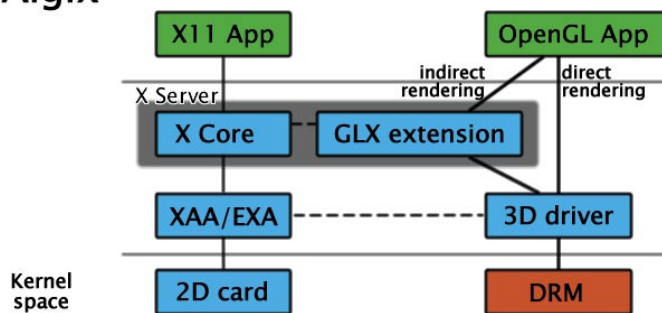 X11 App
OpenGL App
indirect
rendering
direct
rendering
X Server
X Core
GLX extension
XAA/EXA
3D driver
Kernel
space
2D card
DRM